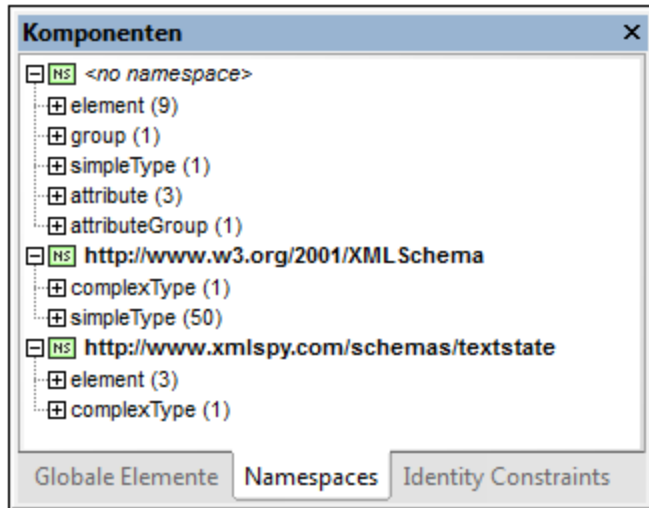 Komponenten
NS <no namespace>
element (9)
group (1)
simpleType (1)
attribute (3)
attributeGroup (1)
NS http://www.w3.org/2001/XMLSchema
complexType (1)
simpleType (50)
NS http://www.xmlspy.com/schemas/textstate
element (3)
complexType (1)
Globale Elemente Namespaces Identity Constraints